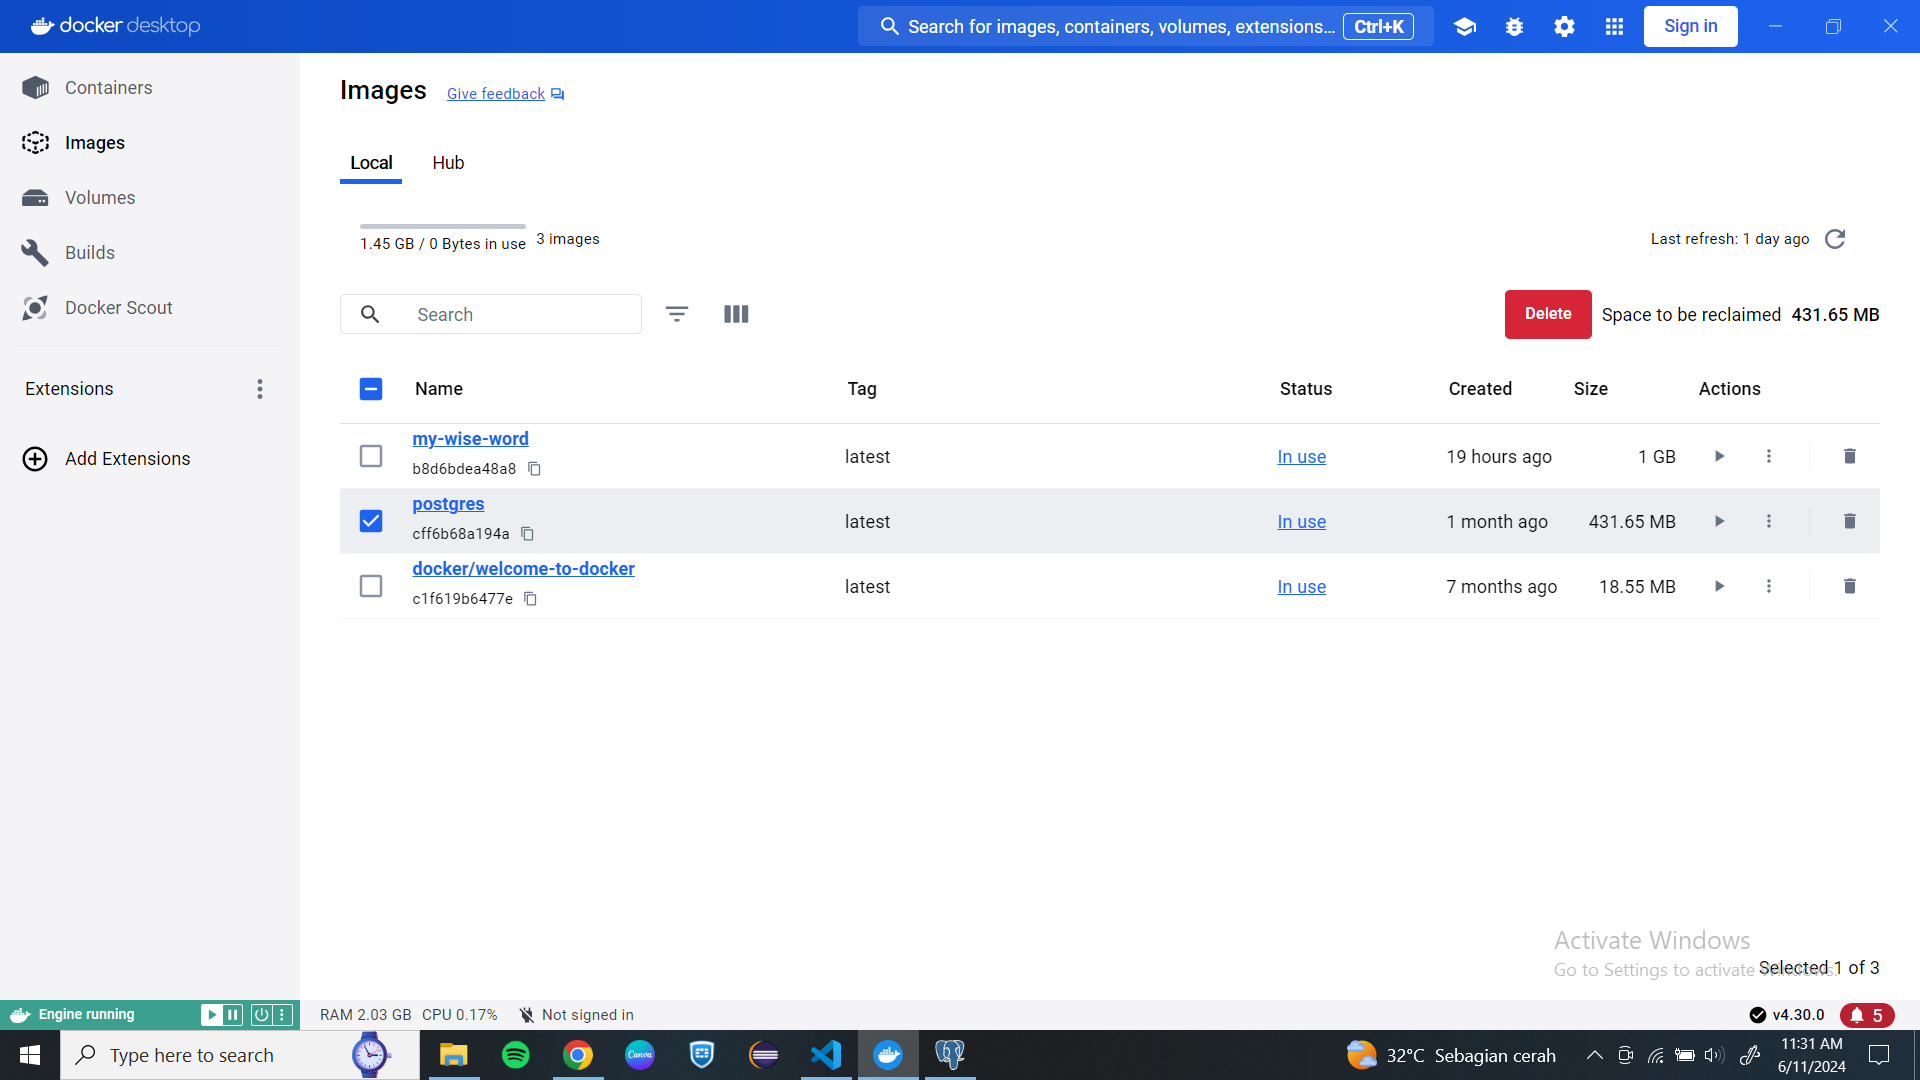 docker desktop
Search for images, containers, volumes, extensions... Ctrl+K
Sign in
Containers
Images
Volumes
Builds
Docker Scout
Extensions
Add Extensions
Images Give feedback
Local Hub
1.45 GB / 0 Bytes in use 3 images
Last refresh: 1 day ago
Search
Delete Space to be reclaimed 431.65 MB
Name Tag Status Created Size Actions
my-wise-word
b8d6bdea48a8
latest In use 19 hours ago 1 GB
postgres
cff6b68a194a
latest In use 1 month ago 431.65 MB
docker/welcome-to-docker
c1f619b6477e
latest In use 7 months ago 18.55 MB
Activate Windows
Go to Settings to activate Windows.
Selected 1 of 3
Engine running
RAM 2.03 GB CPU 0.17% Not signed in
v4.30.0
5
Type here to search
Canva
32°C Sebagian cerah
11:31 AM
6/11/2024